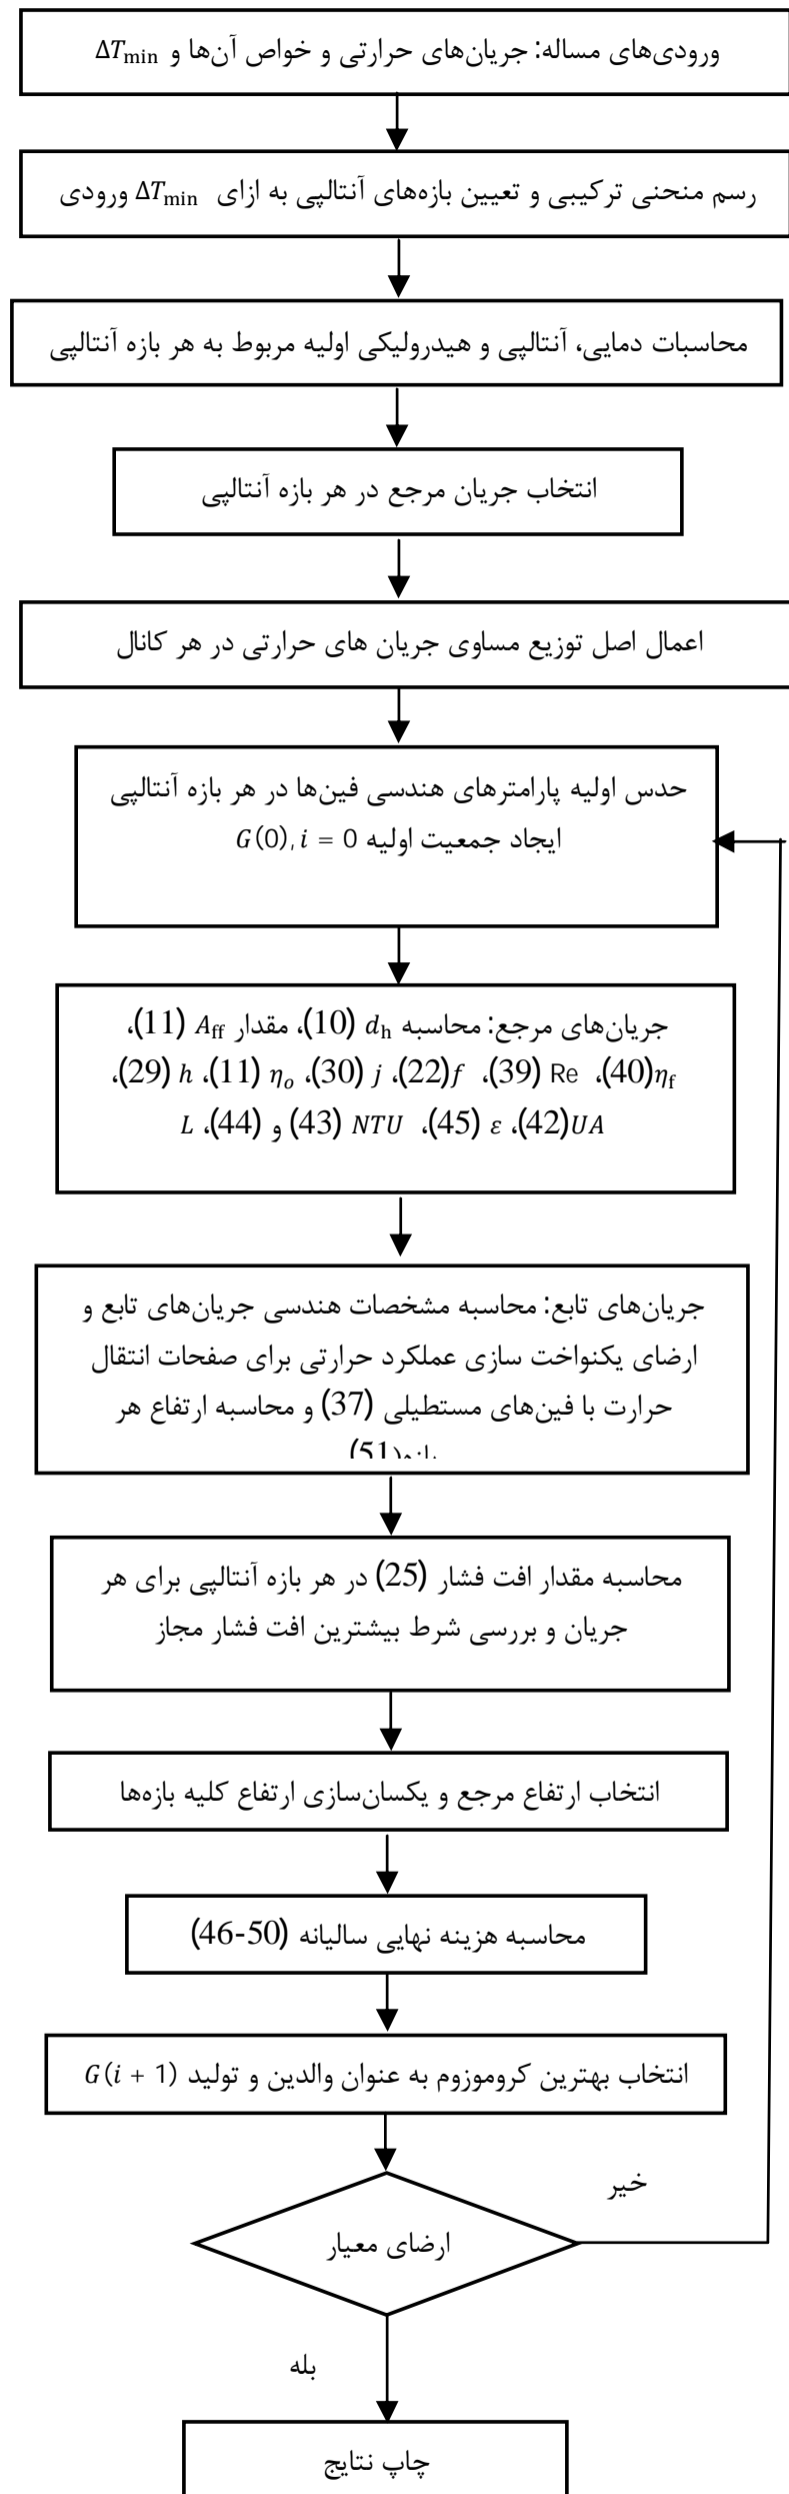 ورودی‌های مساله: جریان‌های حرارتی و خواص آن‌ها و ΔT_min
رسم منحنی ترکیبی و تعیین بازه‌های آنتالپی به ازای ΔT_min ورودی
محاسبات دمایی، آنتالپی و هیدرولیکی اولیه مربوط به هر بازه آنتالپی
انتخاب جریان مرجع در هر بازه آنتالپی
اعمال اصل توزیع مساوی جریان های حرارتی در هر کانال
حدس اولیه پارامترهای هندسی فین‌ها در هر بازه آنتالپی
ایجاد جمعیت اولیه G(0), i = 0
جریان‌های مرجع: محاسبه d_h (10)، مقدار A_ff (11)،
η_f(40)، Re (39)، f(22)، j (30)، η_o (11)، h (29)،
UA(42)، ε (45)، NTU (43) و (44)، L
جریان‌های تابع: محاسبه مشخصات هندسی جریان‌های تابع و
ارضای یکنواخت سازی عملکرد حرارتی برای صفحات انتقال
حرارت با فین‌های مستطیلی (37) و محاسبه ارتفاع هر
(51)
محاسبه مقدار افت فشار (25) در هر بازه آنتالپی برای هر
جریان و بررسی شرط بیشترین افت فشار مجاز
انتخاب ارتفاع مرجع و یکسان‌سازی ارتفاع کلیه بازه‌ها
محاسبه هزینه نهایی سالیانه (46-50)
انتخاب بهترین کروموزوم به عنوان والدین و تولید G(i + 1)
خیر
ارضای معیار
بله
چاپ نتایج